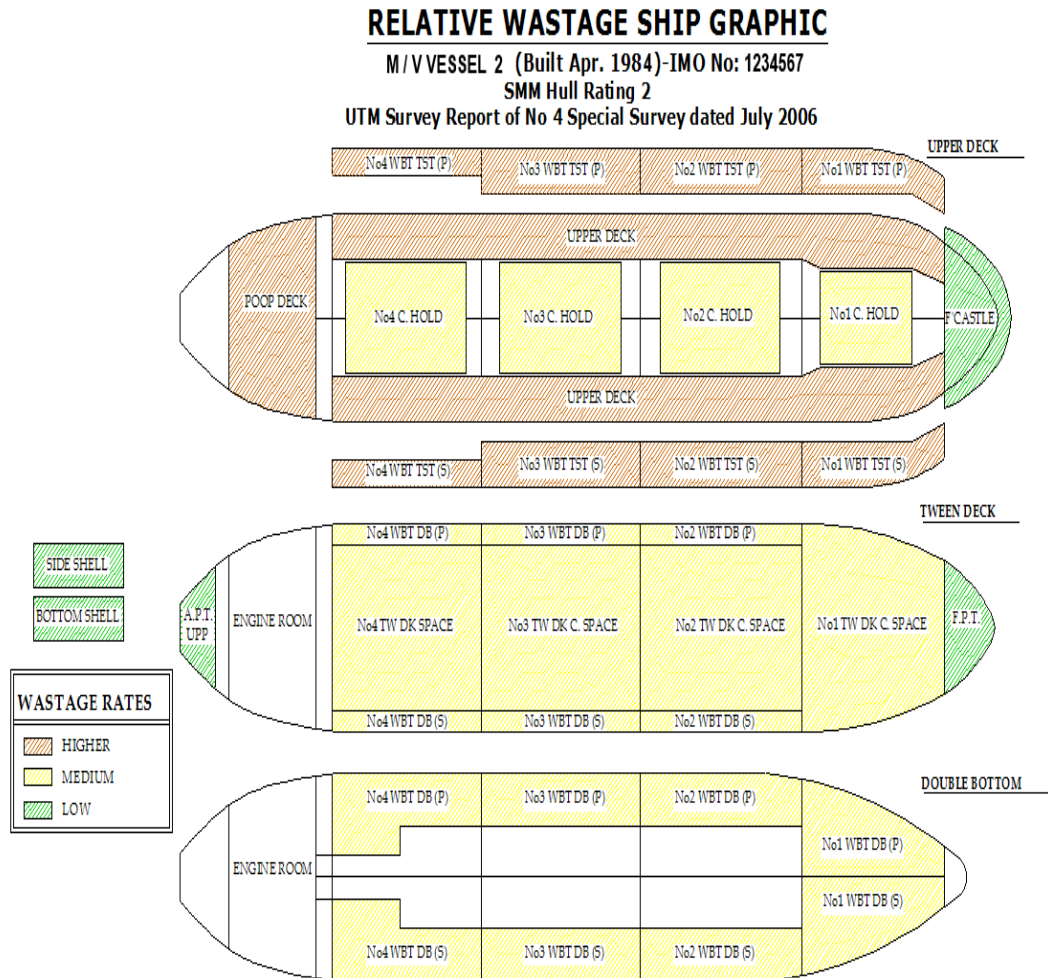 RELATIVE WASTAGE SHIP GRAPHIC
M / V VESSEL 2 (Built Apr. 1984)-IMO No: 1234567
SMM Hull Rating 2
UTM Survey Report of No 4 Special Survey dated July 2006
UPPER DECK
No4 WBT TST (P)
No3 WBT TST (P)
No2 WBT TST (P)
No1 WBT TST (P)
UPPER DECK
POOP DECK
No4 C. HOLD
No3 C. HOLD
No2 C. HOLD
No1 C. HOLD
F'CASTLE
UPPER DECK
No4 WBT TST (S)
No3 WBT TST (S)
No2 WBT TST (S)
No1 WBT TST (S)
TWEEN DECK
No4 WBT DB (P)
No3 WBT DB (P)
No2 WBT DB (P)
SIDE SHELL
BOTTOM SHELL
A.P.T.
UPP
ENGINE ROOM
No4 TW DK SPACE
No3 TW DK C. SPACE
No2 TW DK C. SPACE
No1 TW DK C. SPACE
F.P.T.
No4 WBT DB (S)
No3 WBT DB (S)
No2 WBT DB (S)
WASTAGE RATES
HIGHER
MEDIUM
LOW
DOUBLE BOTTOM
No4 WBT DB (P)
No3 WBT DB (P)
No2 WBT DB (P)
No1 WBT DB (P)
ENGINE ROOM
No1 WBT DB (S)
No4 WBT DB (S)
No3 WBT DB (S)
No2 WBT DB (S)